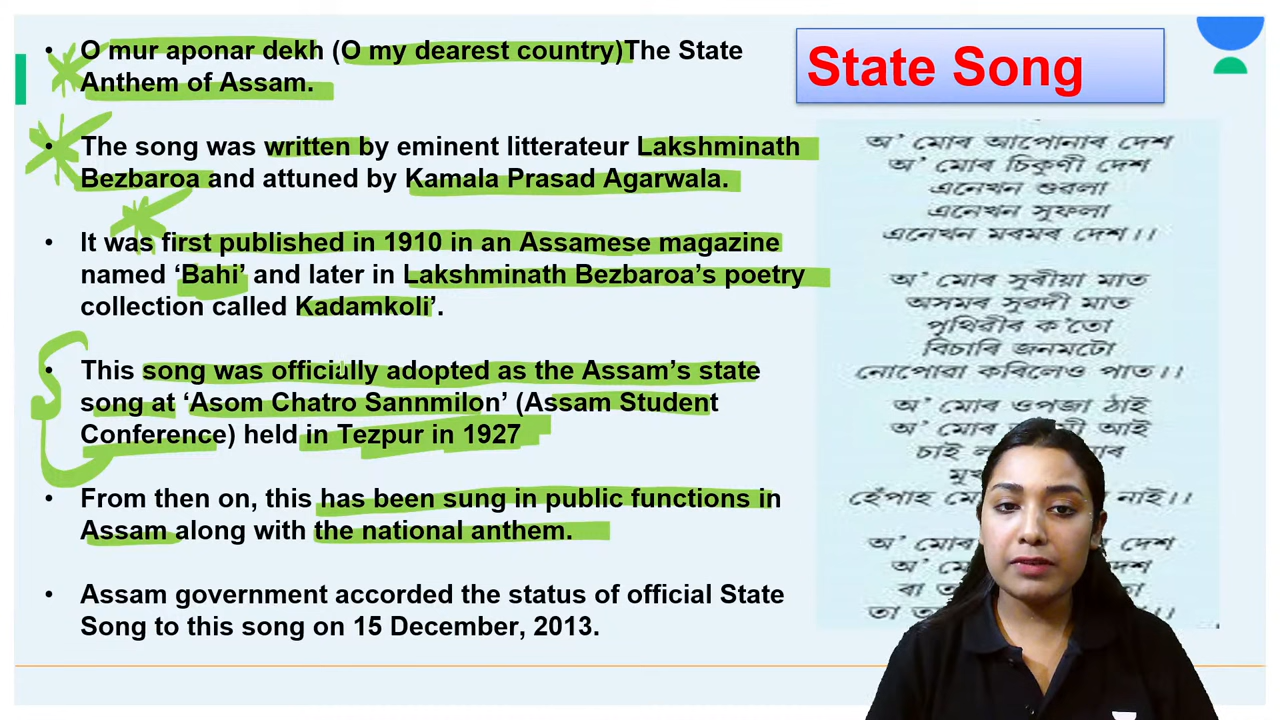 • O mur aponar dekh (O my dearest country)The State
Anthem of Assam.
• The song was written by eminent litterateur Lakshminath
Bezbaroa and attuned by Kamala Prasad Agarwala.
• It was first published in 1910 in an Assamese magazine
named ‘Bahi’ and later in Lakshminath Bezbaroa’s poetry
collection called Kadamkoli’.
• This song was officially adopted as the Assam’s state
song at ‘Asom Chatro Sannmilon’ (Assam Student
Conference) held in Tezpur in 1927
• From then on, this has been sung in public functions in
Assam along with the national anthem.
• Assam government accorded the status of official State
Song to this song on 15 December, 2013.
State Song
অ’ মোৰ আপোনাৰ দেশ
অ’ মোৰ চিকুণী দেশ
এনেখন শুৱলা
এনেখন সুফলা
এনেখন মৰমৰ দেশ।।
অ’ মোৰ সুৰীয়া মাত
অসমৰ সুৱদী মাত
পৃথিৱীৰ ক’তো
বিচাৰি জনমটো
নোপোৱা কৰিলেও পাত।।
অ’ মোৰ ওপজা ঠাই
অ’ মোৰ আই
চাই
হেঁপাহ নাই।।
অ’ মোৰ দেশ
অ’ দেশ